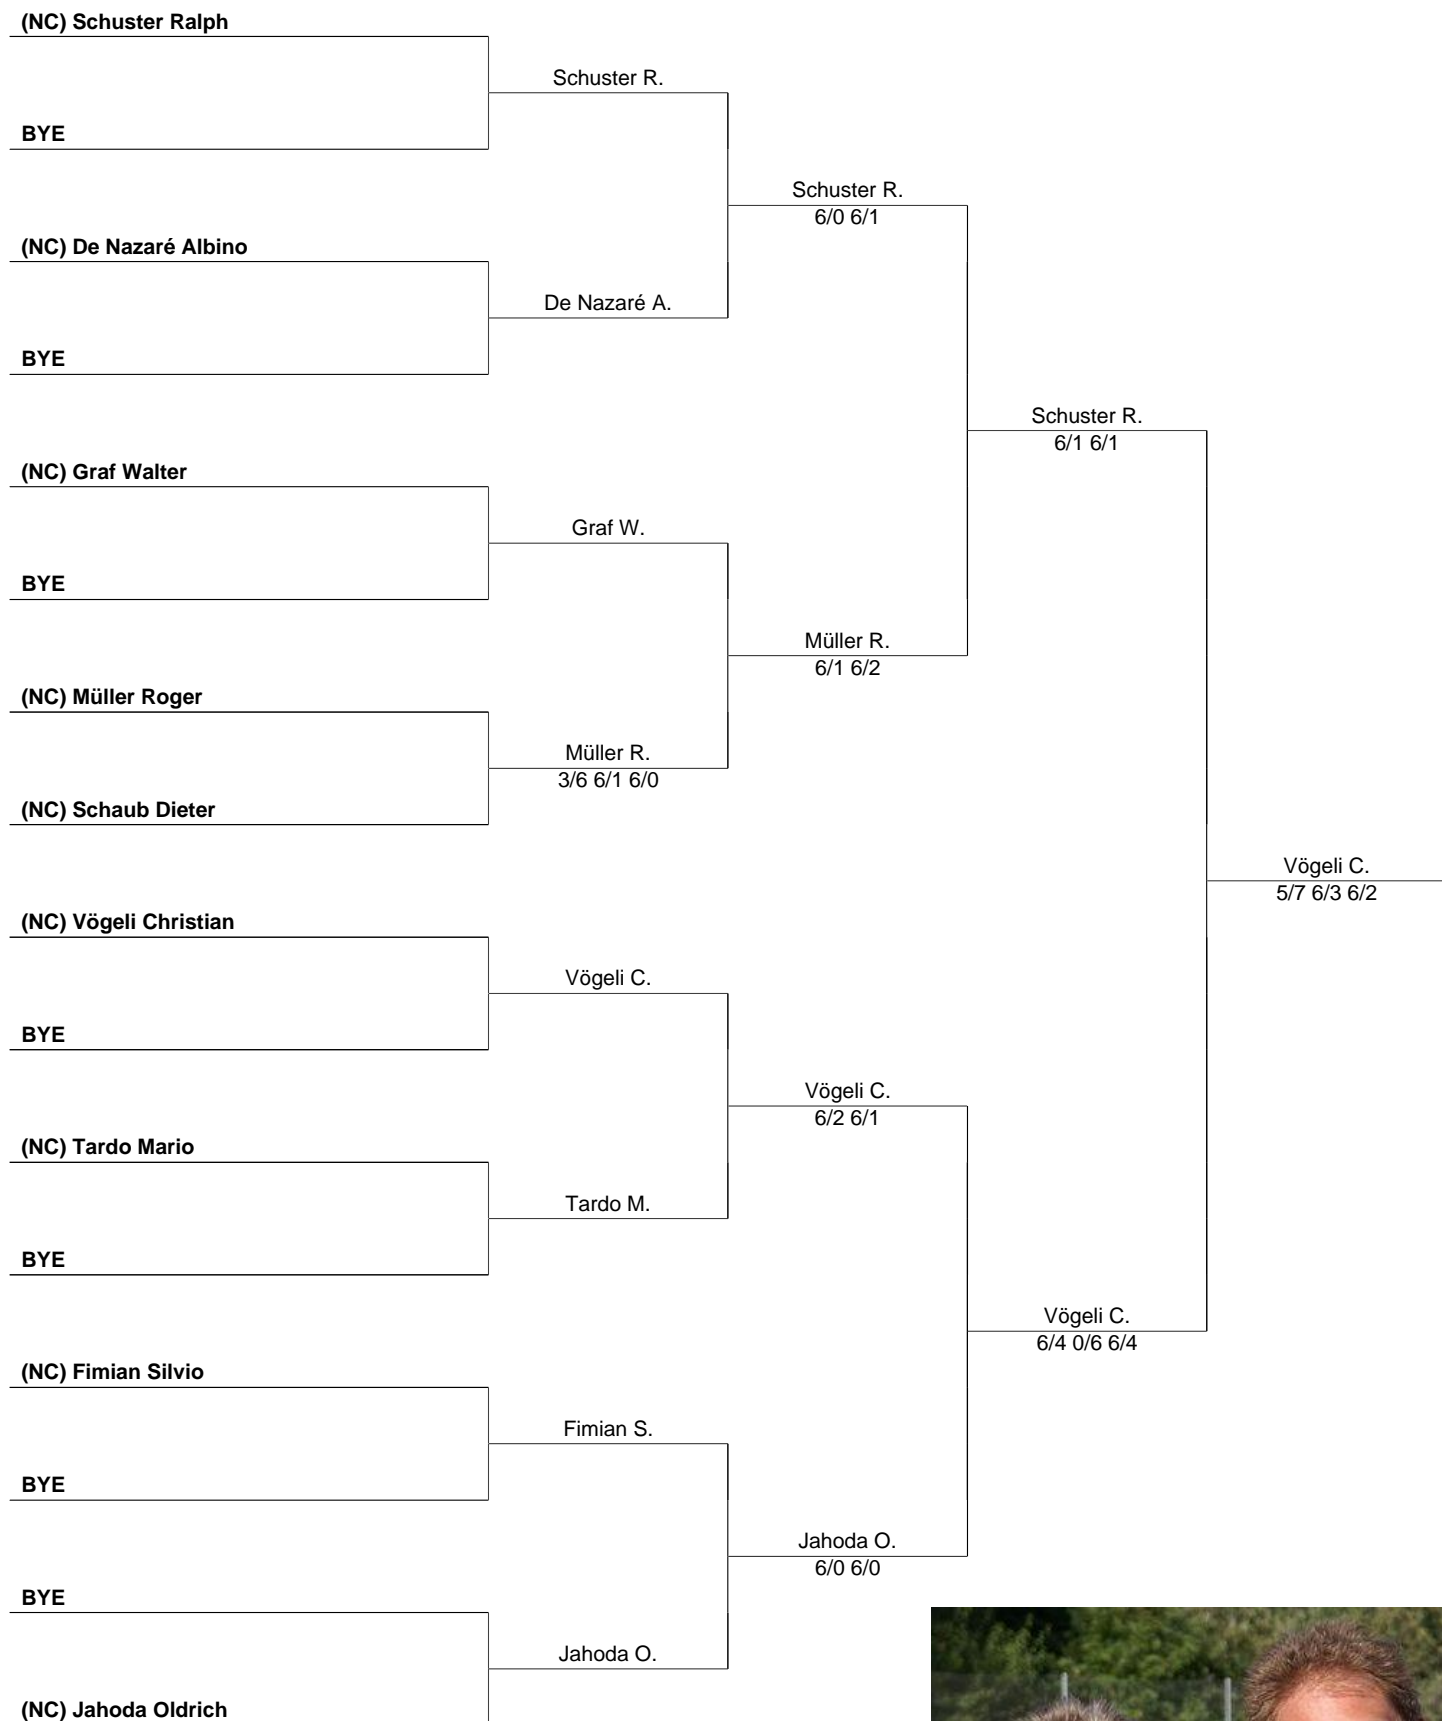 (NC) Schuster Ralph
Schuster R.
BYE
Schuster R.
6/0 6/1
(NC) De Nazaré Albino
De Nazaré A.
BYE
Schuster R.
6/1 6/1
(NC) Graf Walter
Graf W.
BYE
Müller R.
6/1 6/2
(NC) Müller Roger
Müller R.
3/6 6/1 6/0
(NC) Schaub Dieter
Vögeli C.
5/7 6/3 6/2
(NC) Vögeli Christian
Vögeli C.
BYE
Vögeli C.
6/2 6/1
(NC) Tardo Mario
Tardo M.
BYE
Vögeli C.
6/4 0/6 6/4
(NC) Fimian Silvio
Fimian S.
BYE
Jahoda O.
6/0 6/0
BYE
Jahoda O.
(NC) Jahoda Oldrich